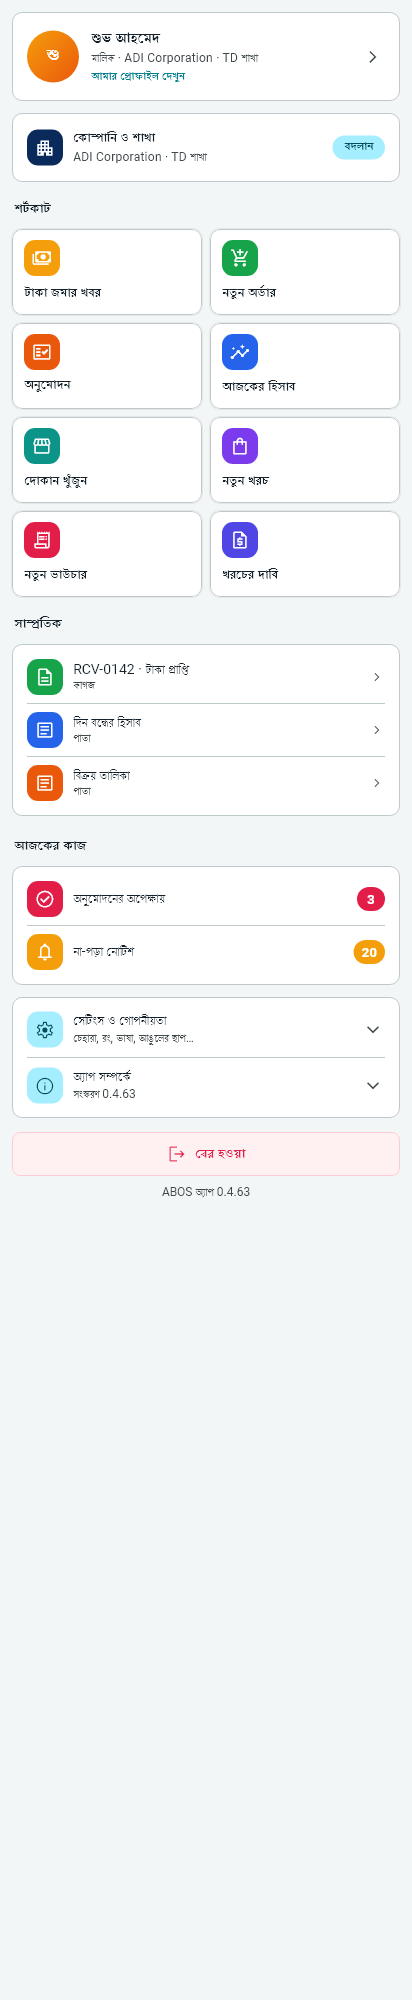 শু
শুভ আহমেদ
মালিক · ADI Corporation · TD শাখা
আমার প্রোফাইল দেখুন
কোম্পানি ও শাখা
ADI Corporation · TD শাখা
বদলান
শর্টকাট
টাকা জমার খবর
নতুন অর্ডার
অনুমোদন
আজকের হিসাব
দোকান খুঁজুন
নতুন খরচ
নতুন ভাউচার
খরচের দাবি
সাম্প্রতিক
RCV-0142 · টাকা প্রাপ্তি
কাগজ
দিন বন্ধের হিসাব
পাতা
বিক্রয় তালিকা
পাতা
আজকের কাজ
অনুমোদনের অপেক্ষায়
3
না-পড়া নোটিশ
20
সেটিংস ও গোপনীয়তা
চেহারা, রং, ভাষা, আঙুলের ছাপ...
অ্যাপ সম্পর্কে
সংস্করণ 0.4.63
বের হওয়া
ABOS অ্যাপ 0.4.63